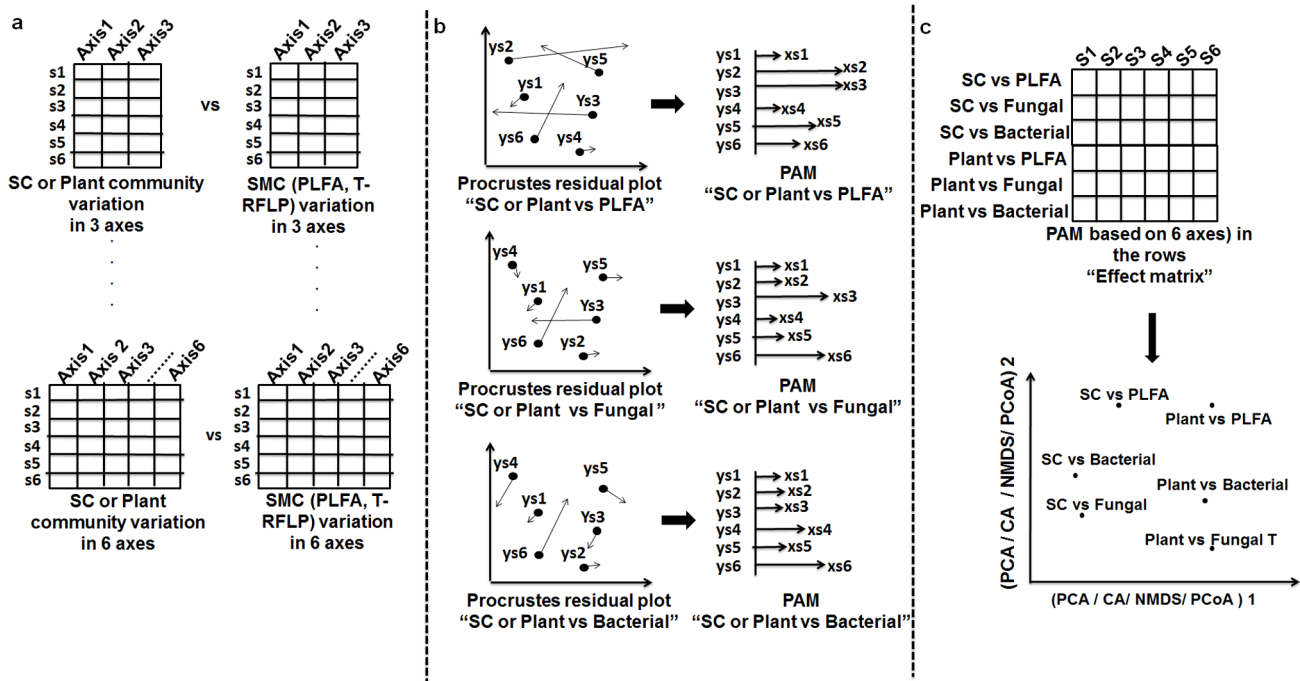 a
Axis1 Axis2 Axis3
Axis1 Axis2 Axis3
s1
s2
s3
s4
s5
s6
vs
s1
s2
s3
s4
s5
s6
SC or Plant community
variation
in 3 axes
SMC (PLFA, T-
RFLP) variation
in 3 axes
Axis1 Axis 2 Axis3 Axis6
Axis1 Axis2 Axis3 Axis6
s1
s2
s3
s4
s5
s6
vs
s1
s2
s3
s4
s5
s6
SC or Plant
community variation
in 6 axes
SMC (PLFA, T-
RFLP) variation
in 6 axes
b
ys2
ys5
ys1
Ys3
ys6
ys4
Procrustes residual plot
“SC or Plant vs PLFA”
ys1 xs1
ys2 xs2
ys3 xs3
ys4 xs4
ys5 xs5
ys6 xs6
PAM
“SC or Plant vs PLFA”
ys4
ys5
ys1
Ys3
ys6
ys2
Procrustes residual plot
“SC or Plant vs Fungal”
ys1 xs1
ys2 xs2
ys3 xs3
ys4 xs4
ys5 xs5
ys6 xs6
PAM
“SC or Plant vs Fungal”
ys4
ys5
ys1
Ys3
ys6
ys2
Procrustes residual plot
“SC or Plant vs Bacterial”
ys1 xs1
ys2 xs2
ys3 xs3
ys4 xs4
ys5 xs5
ys6 xs6
PAM
“SC or Plant vs Bacterial”
c
S1 S2 S3 S4 S5 S6
SC vs PLFA
SC vs Fungal
SC vs Bacterial
Plant vs PLFA
Plant vs Fungal
Plant vs Bacterial
PAM based on 6 axes) in
the rows
“Effect matrix”
(PCA / CA / NMDS/ PCoA) 2
SC vs PLFA
Plant vs PLFA
SC vs Bacterial
Plant vs Bacterial
SC vs Fungal
Plant vs Fungal T
(PCA / CA/ NMDS/ PCoA ) 1